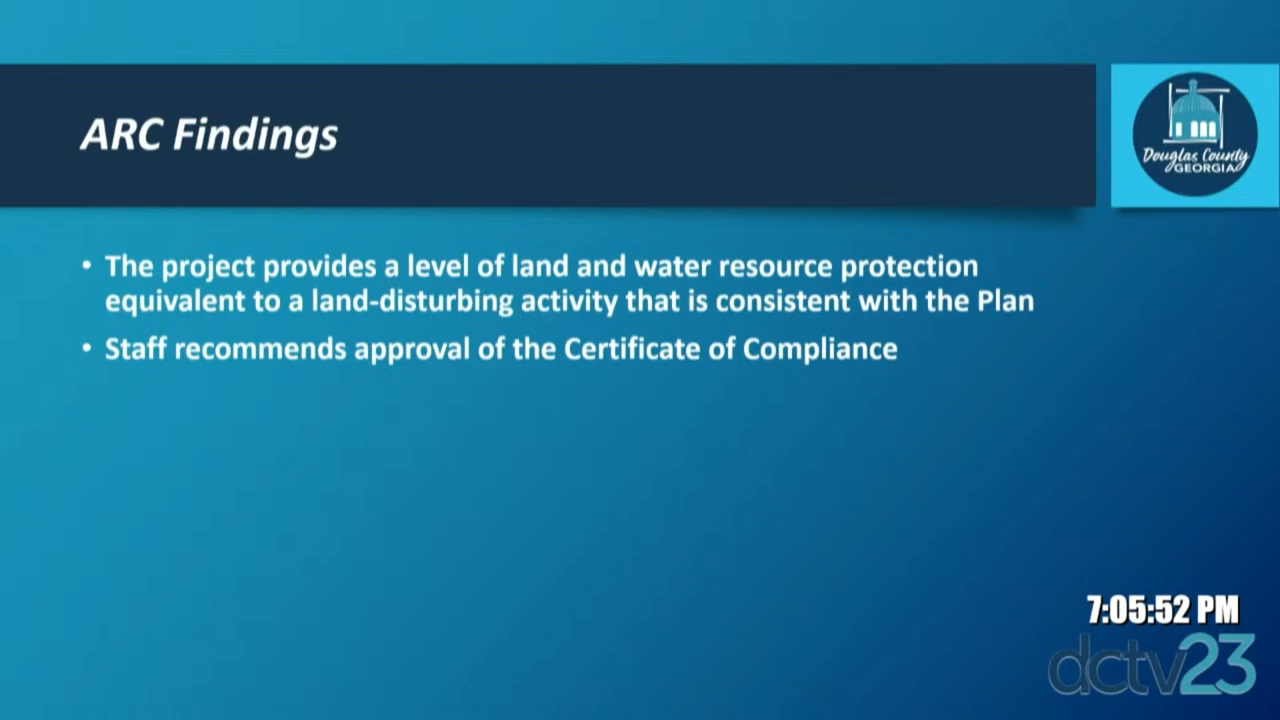 ARC Findings
Douglas County
GEORGIA
• The project provides a level of land and water resource protection
equivalent to a land-disturbing activity that is consistent with the Plan
• Staff recommends approval of the Certificate of Compliance
7:05:52 PM
dctv23